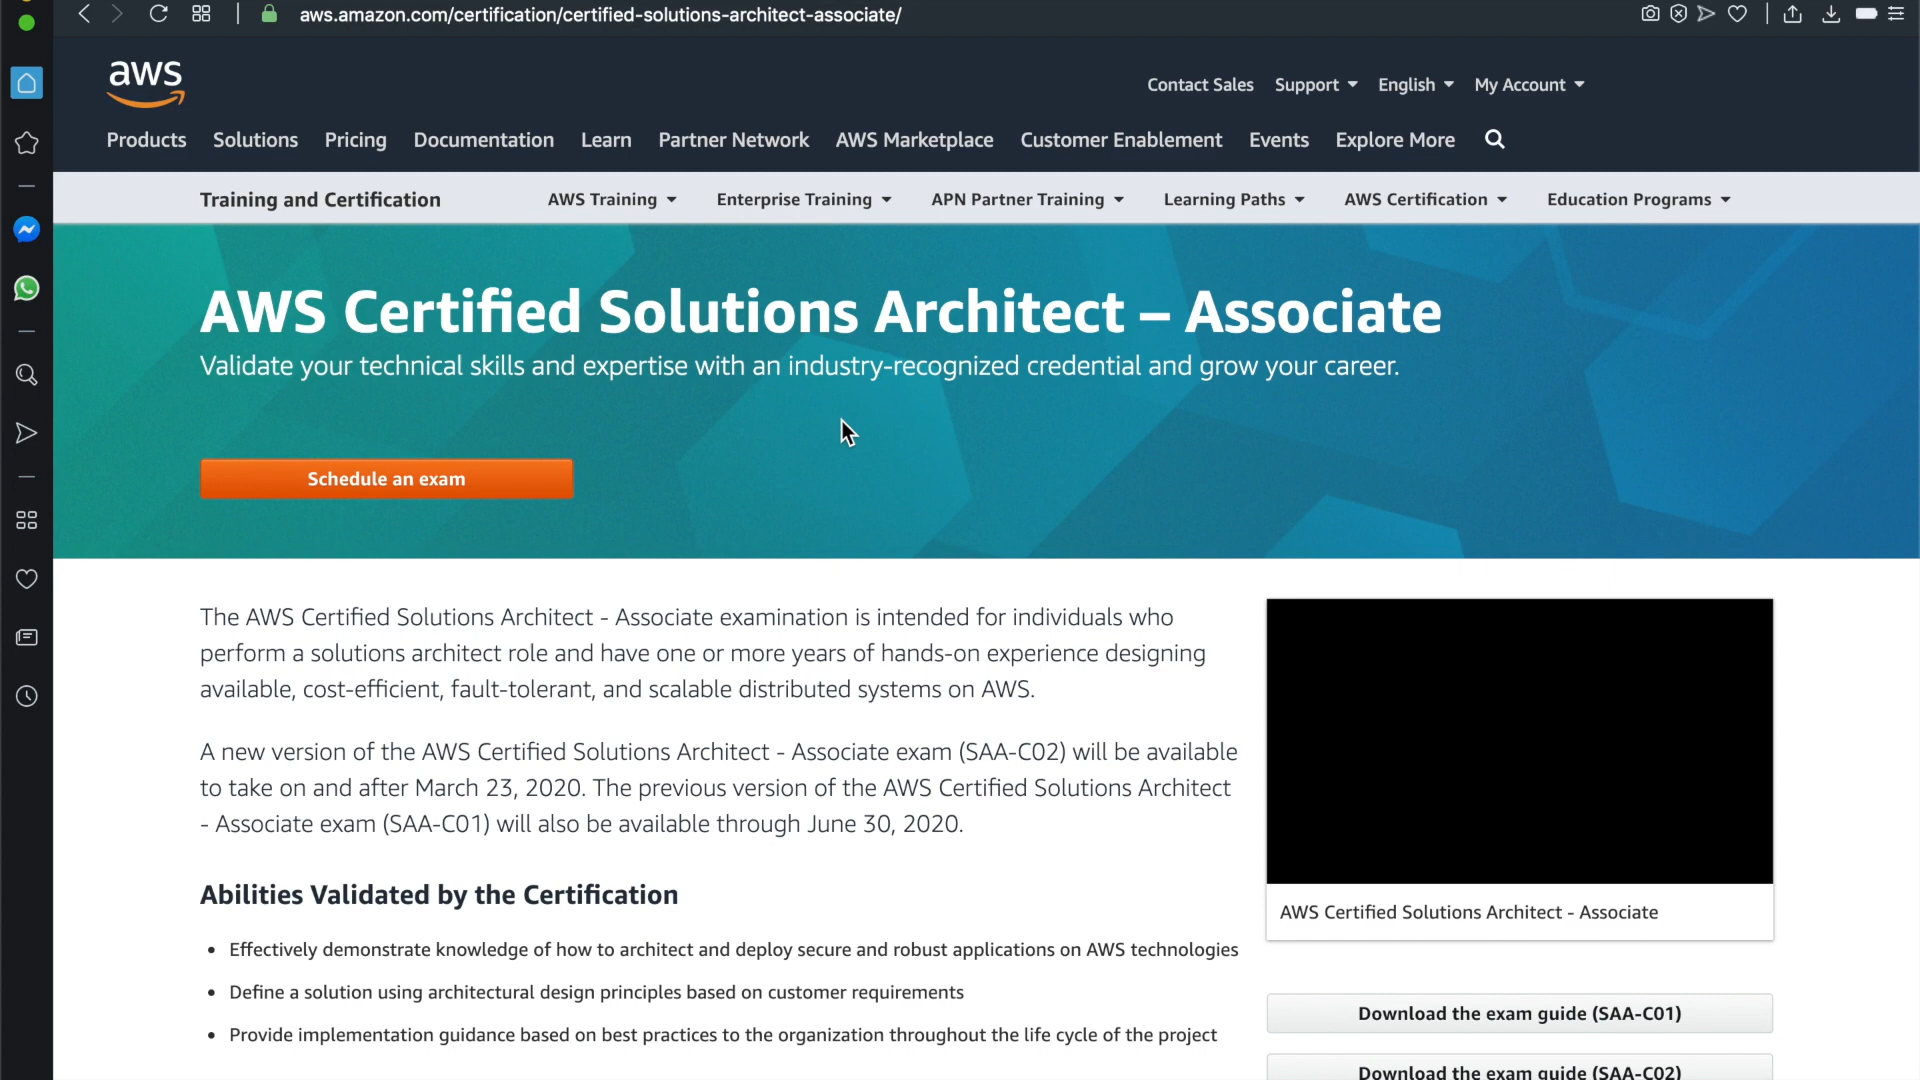 aws.amazon.com/certification/certified-solutions-architect-associate/
aws
Contact Sales Support English My Account
Products Solutions Pricing Documentation Learn Partner Network AWS Marketplace Customer Enablement Events Explore More
Training and Certification AWS Training Enterprise Training APN Partner Training Learning Paths AWS Certification Education Programs
AWS Certified Solutions Architect – Associate
Validate your technical skills and expertise with an industry-recognized credential and grow your career.
Schedule an exam
The AWS Certified Solutions Architect - Associate examination is intended for individuals who
perform a solutions architect role and have one or more years of hands-on experience designing
available, cost-efficient, fault-tolerant, and scalable distributed systems on AWS.
A new version of the AWS Certified Solutions Architect - Associate exam (SAA-C02) will be available
to take on and after March 23, 2020. The previous version of the AWS Certified Solutions Architect
- Associate exam (SAA-C01) will also be available through June 30, 2020.
Abilities Validated by the Certification
• Effectively demonstrate knowledge of how to architect and deploy secure and robust applications on AWS technologies
• Define a solution using architectural design principles based on customer requirements
• Provide implementation guidance based on best practices to the organization throughout the life cycle of the project
AWS Certified Solutions Architect - Associate
Download the exam guide (SAA-C01)
Download the exam guide (SAA-C02)